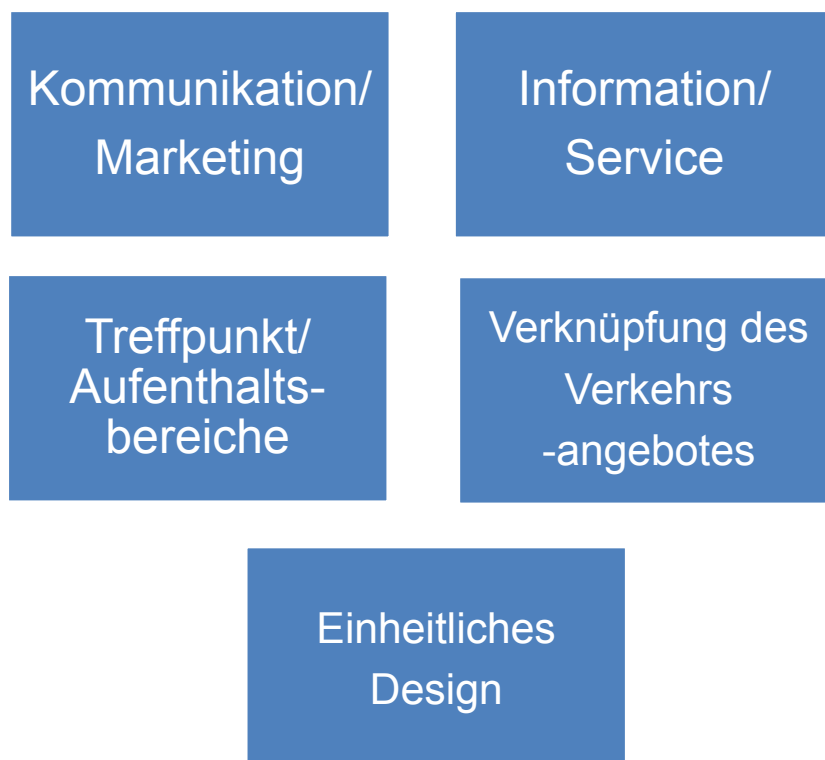 Kommunikation/
Marketing
Information/
Service
Treffpunkt/
Aufenthalts-
bereiche
Verknüpfung des
Verkehrs
-angebotes
Einheitliches
Design